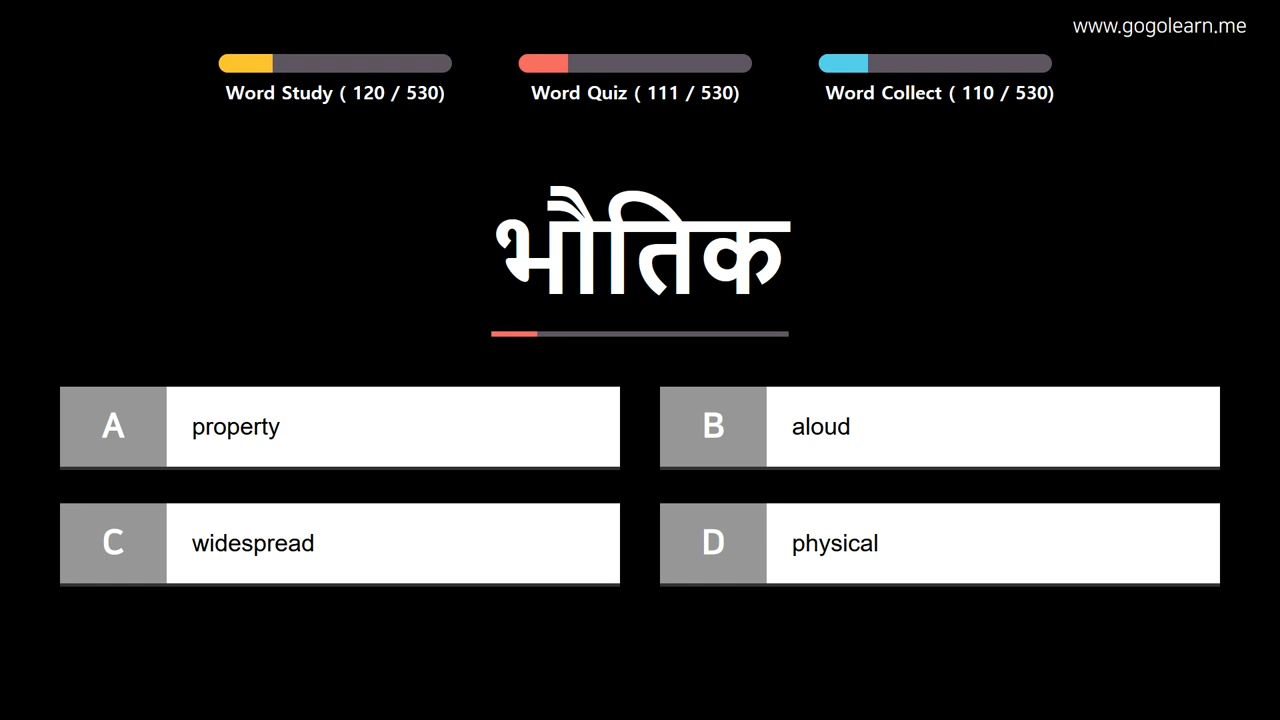 www.gogolearn.me
Word Study ( 120 / 530)
Word Quiz ( 111 / 530)
Word Collect ( 110 / 530)
भौतिक
A property
B aloud
C widespread
D physical